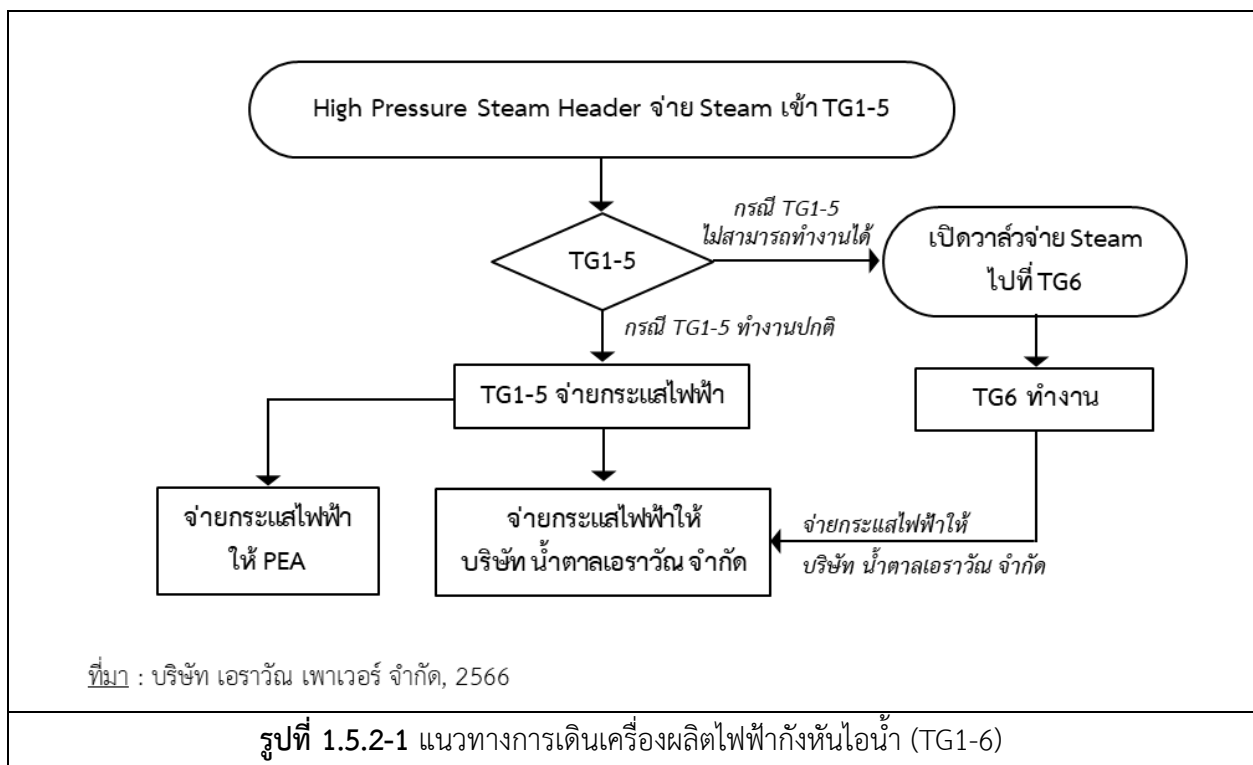 High Pressure Steam Header จ่าย Steam เข้า TG1-5
กรณี TG1-5
ไม่สามารถทำงานได้
TG1-5
เปิดวาล์วจ่าย Steam
ไปที่ TG6
กรณี TG1-5 ทำงานปกติ
TG1-5 จ่ายกระแสไฟฟ้า
TG6 ทำงาน
จ่ายกระแสไฟฟ้า
ให้ PEA
จ่ายกระแสไฟฟ้าให้
บริษัท น้ำตาลเอราวัณ จำกัด
จ่ายกระแสไฟฟ้าให้
บริษัท น้ำตาลเอราวัณ จำกัด
ที่มา : บริษัท เอราวัณ เพาเวอร์ จำกัด, 2566
รูปที่ 1.5.2-1 แนวทางการเดินเครื่องผลิตไฟฟ้ากังหันไอน้ำ (TG1-6)